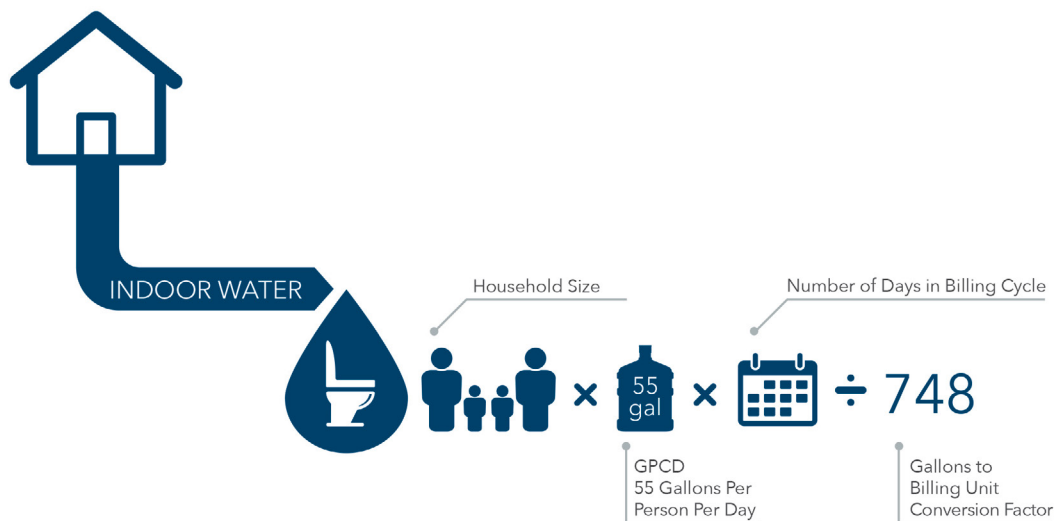 INDOOR WATER
Household Size
Number of Days in Billing Cycle
55
gal
÷ 748
GPCD
55 Gallons Per
Person Per Day
Gallons to
Billing Unit
Conversion Factor